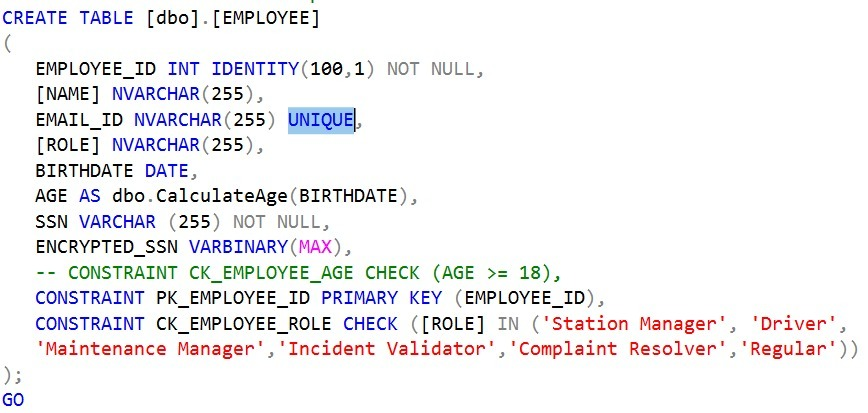 CREATE TABLE [dbo].[EMPLOYEE]
(
EMPLOYEE_ID INT IDENTITY(100,1) NOT NULL,
[NAME] NVARCHAR(255),
EMAIL_ID NVARCHAR(255) UNIQUE,
[ROLE] NVARCHAR(255),
BIRTHDATE DATE,
AGE AS dbo.CalculateAge(BIRTHDATE),
SSN VARCHAR (255) NOT NULL,
ENCRYPTED_SSN VARBINARY(MAX),
-- CONSTRAINT CK_EMPLOYEE_AGE CHECK (AGE >= 18),
CONSTRAINT PK_EMPLOYEE_ID PRIMARY KEY (EMPLOYEE_ID),
CONSTRAINT CK_EMPLOYEE_ROLE CHECK ([ROLE] IN ('Station Manager', 'Driver',
'Maintenance Manager','Incident Validator','Complaint Resolver','Regular'))
);
GO